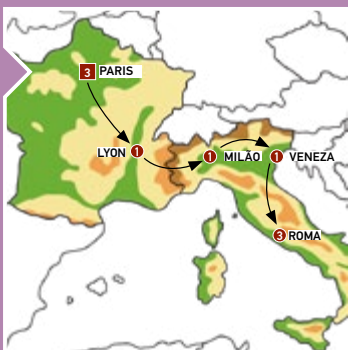 3 PARIS
LYON 1
1 MILÃO
1 VENEZA
3 ROMA